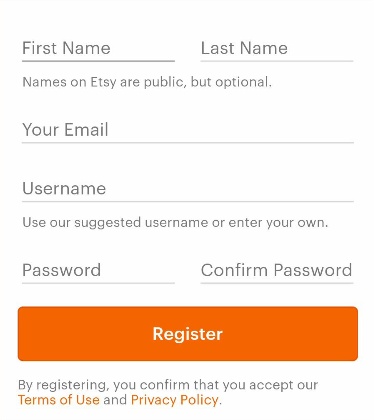 First Name Last Name
Names on Etsy are public, but optional.
Your Email
Username
Use our suggested username or enter your own.
Password Confirm Password
Register
By registering, you confirm that you accept our
Terms of Use and Privacy Policy.